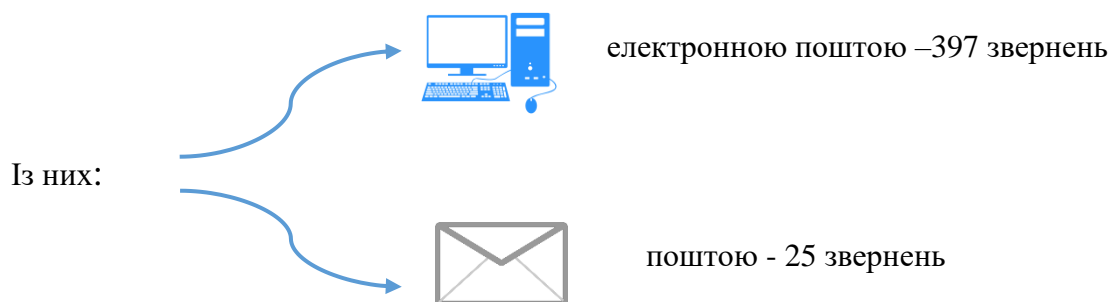 електронною поштою –397 звернень
Із них:
поштою - 25 звернень